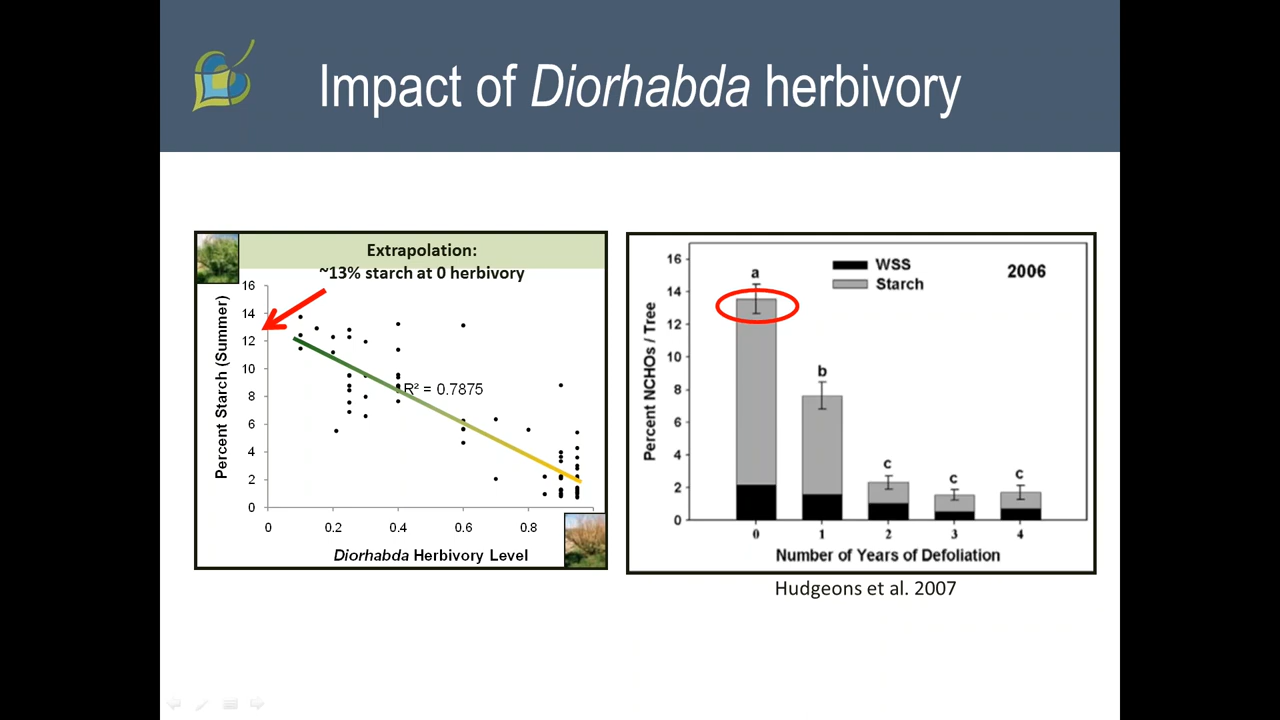 Impact of Diorhabda herbivory
Extrapolation:
~13% starch at 0 herbivory
Percent Starch (Summer)
16
14
12
10
8
6
4
2
0
R² = 0.7875
0 0.2 0.4 0.6 0.8
Diorhabda Herbivory Level
Percent NCHOs / Tree
16
14
12
10
8
6
4
2
0
WSS
Starch
2006
a
b
c
c
c
0 1 2 3 4
Number of Years of Defoliation
Hudgeons et al. 2007